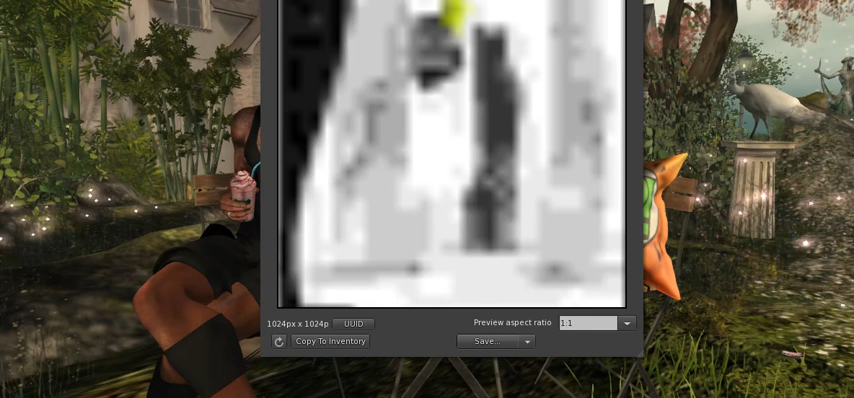 1024px x 1024p UUID Preview aspect ratio 1:1
Copy To Inventory Save...